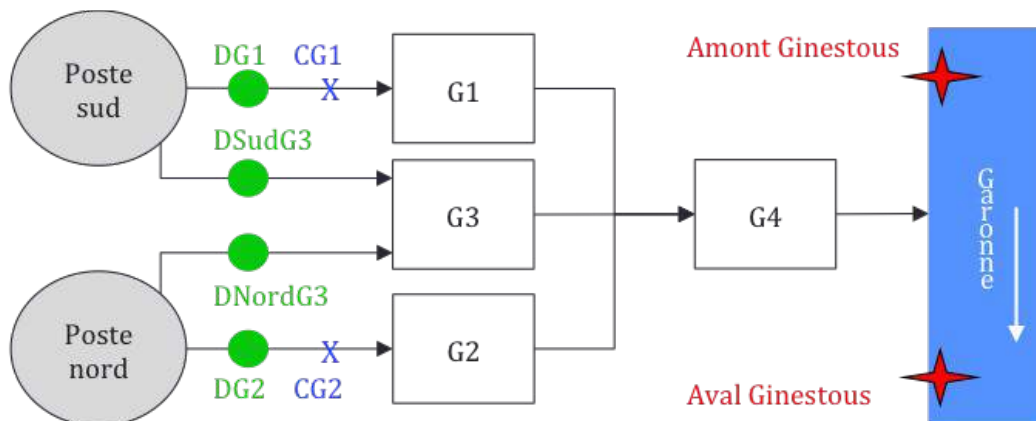 Poste
sud
DG1
CG1
X
G1
Amont Ginestous
DSudG3
G3
G4
Garonne
DNordG3
Poste
nord
X
G2
DG2
CG2
Aval Ginestous